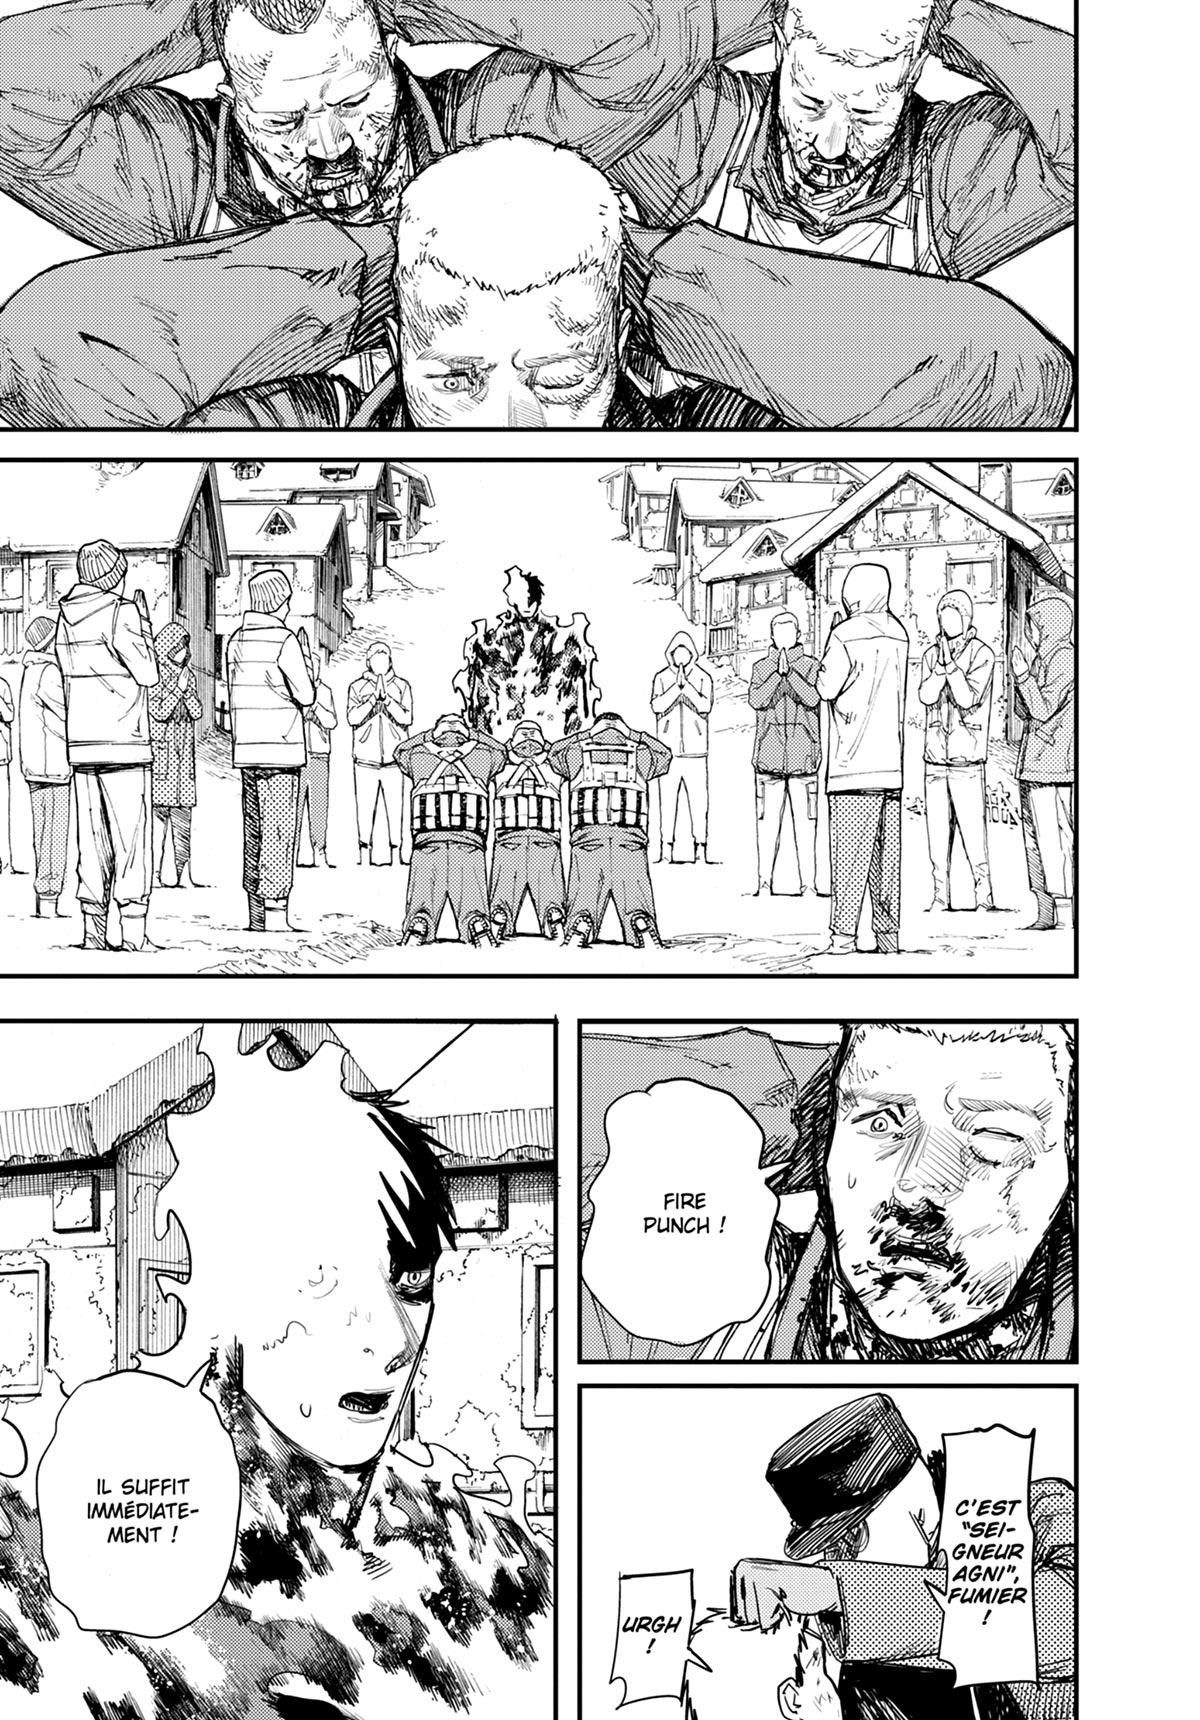 FIRE
PUNCH !
C'EST
"SEI-
GNEUR
AGNI",
FUMIER
!
URGH
!
IL SUFFIT
IMMÉDIATE-
MENT !